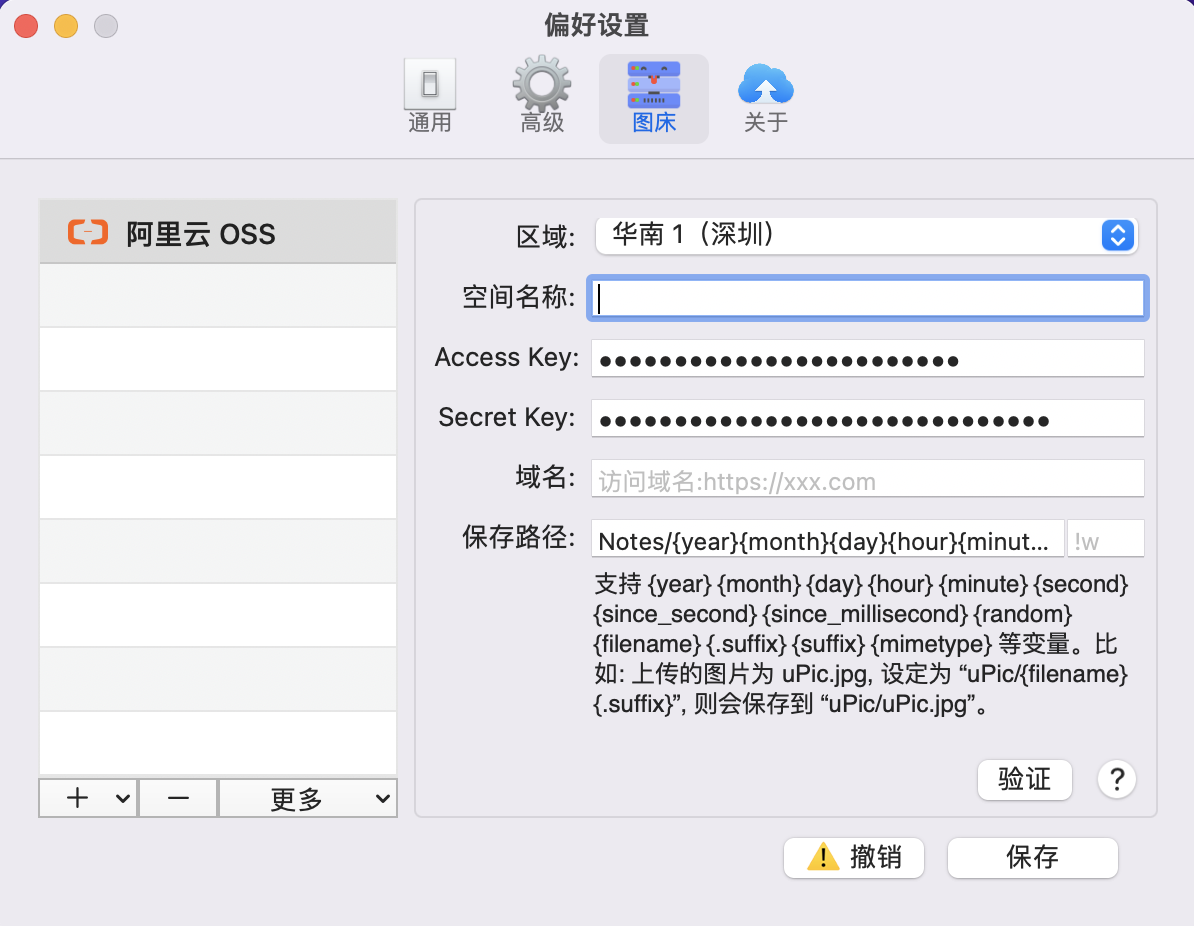 偏好设置
通用
高级
图床
关于
阿里云 OSS
区域:
华南 1（深圳）
空间名称:
Access Key:
●●●●●●●●●●●●●●●●●●●●●●●●
Secret Key:
●●●●●●●●●●●●●●●●●●●●●●●●●●●●●●
域名:
访问域名:https://xxx.com
保存路径:
Notes/{year}{month}{day}{hour}{minut...
!w
支持 {year} {month} {day} {hour} {minute} {second}
{since_second} {since_millisecond} {random}
{filename} {.suffix} {suffix} {mimetype} 等变量。比
如: 上传的图片为 uPic.jpg, 设定为 “uPic/{filename}
{.suffix}”, 则会保存到 “uPic/uPic.jpg”。
更多
验证
?
撤销
保存